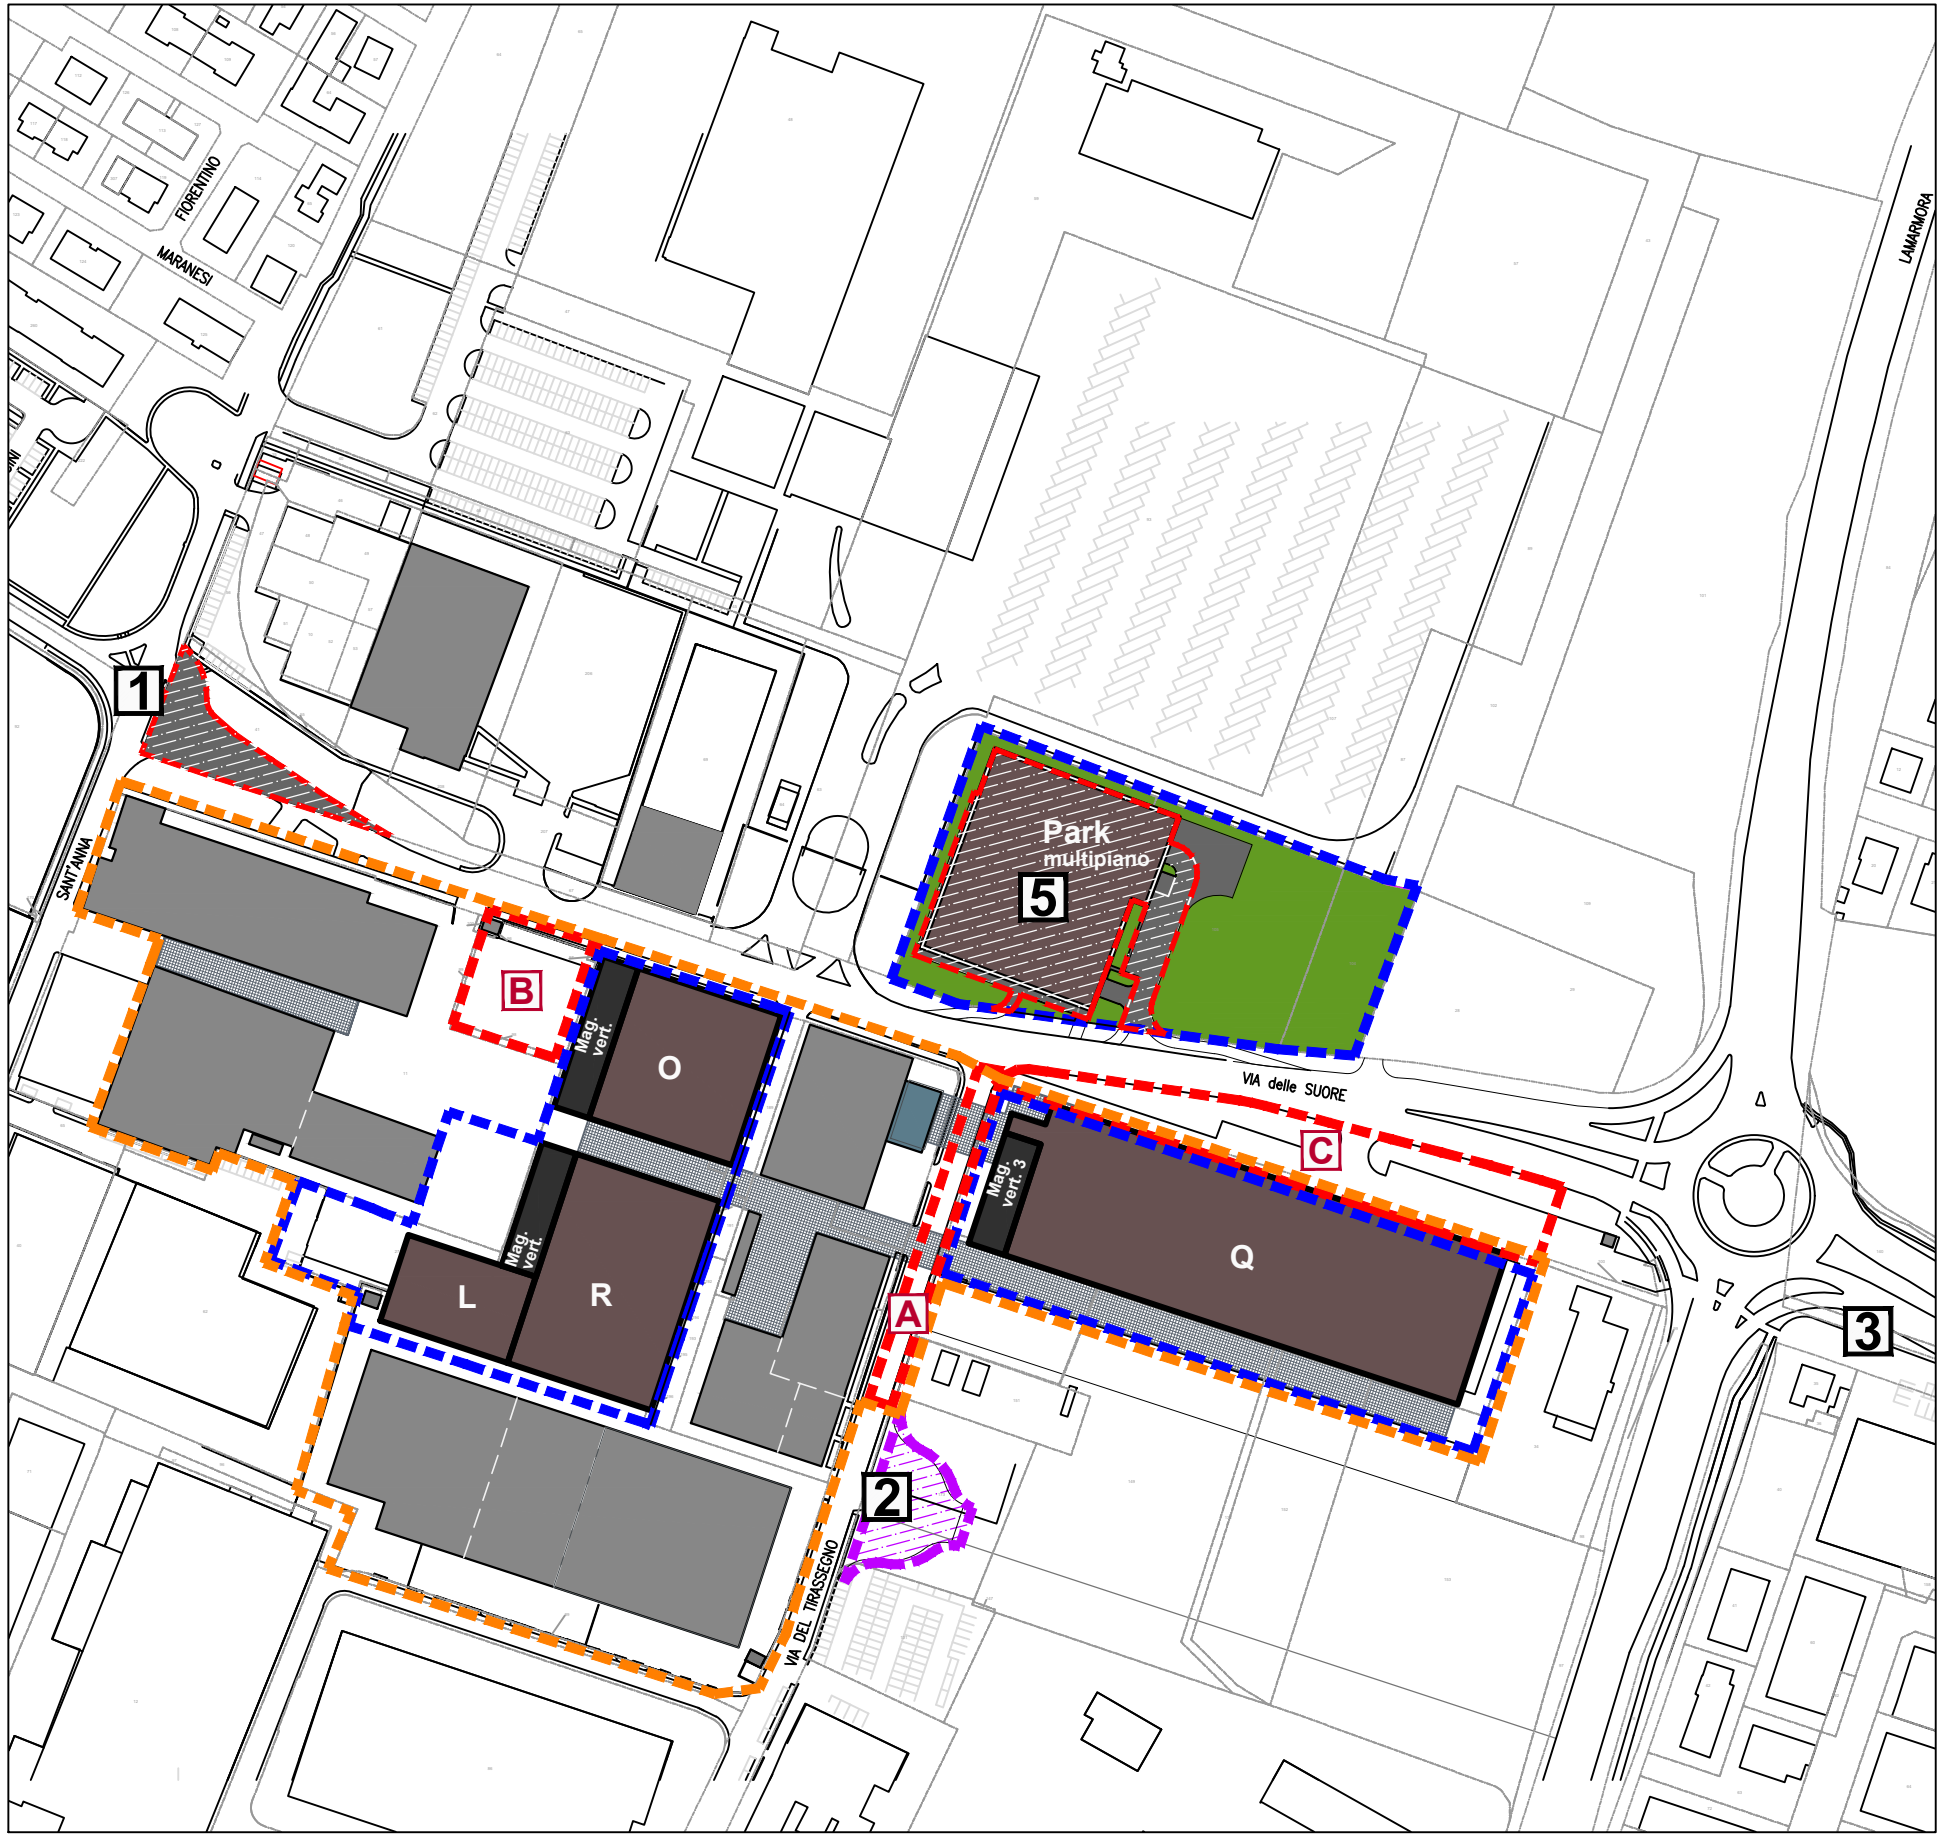 FIORENTINO
MARANESI
LAMARMORA
1
SANT'ANNA
Park
multipiano
5
B
Mag.
vert.
O
VIA delle SUORE
C
Mag.
vert. 3
Q
Mag.
vert.
L
R
A
3
2
VIA DEL TIRASSEGNO